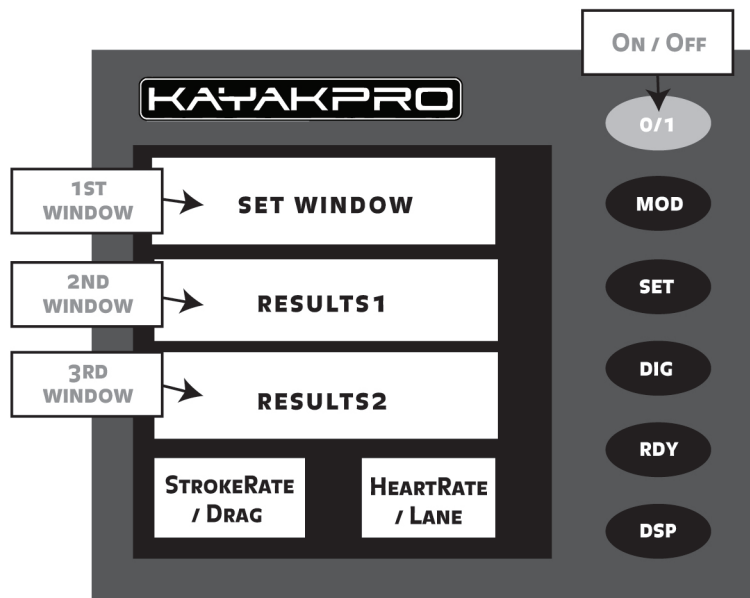 ON / OFF
KAYAKPRO
0/1
1ST
WINDOW
SET WINDOW
MOD
2ND
WINDOW
RESULTS1
SET
3RD
WINDOW
RESULTS2
DIG
RDY
STROKERATE
/ DRAG
HEARTRATE
/ LANE
DSP